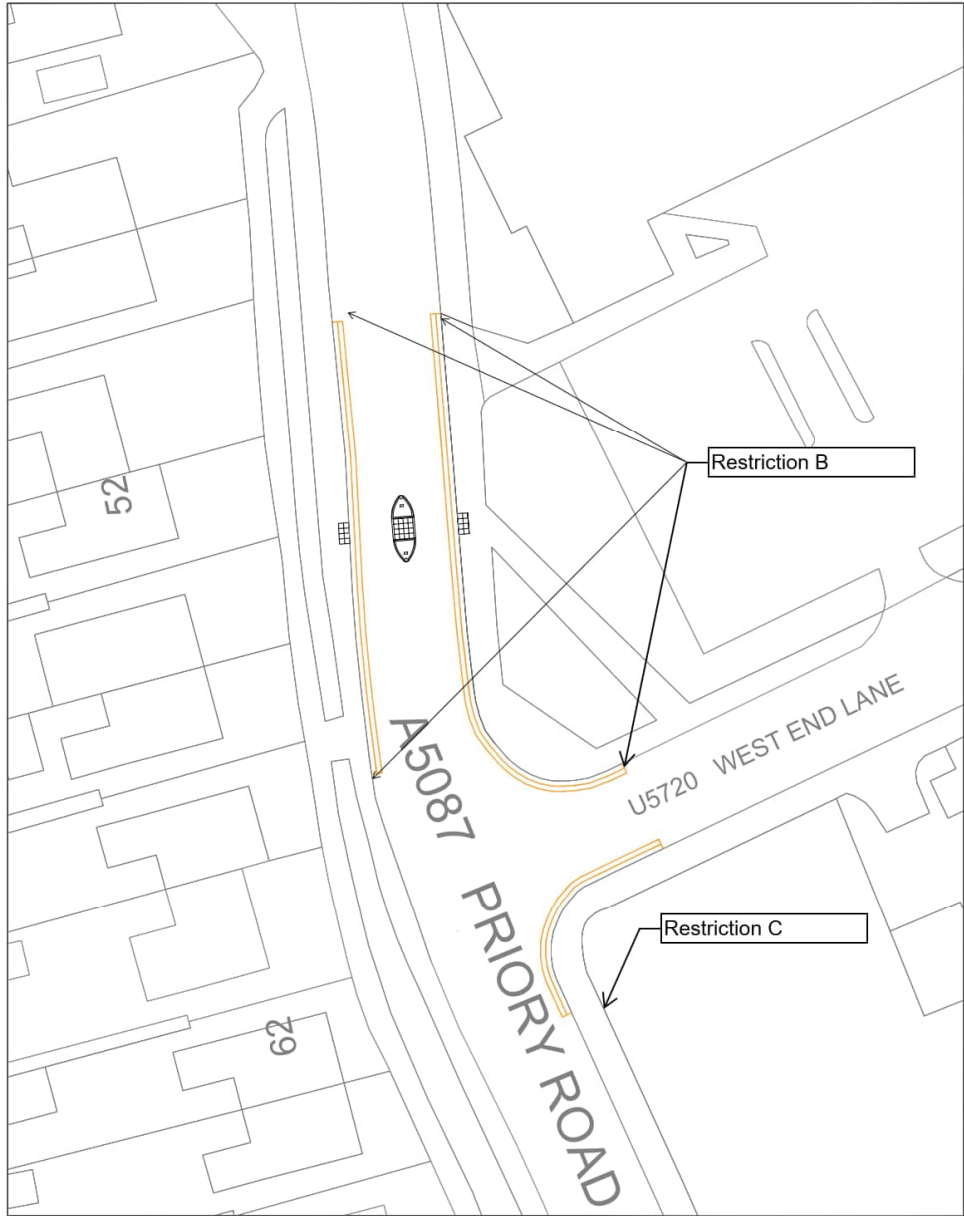 52
Restriction B
A5087 PRIORY ROAD
U5720 WEST END LANE
Restriction C
62